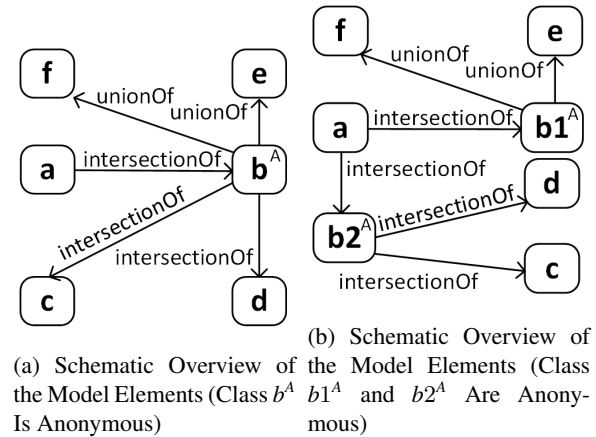 f
e
unionOf
unionOf
a
intersectionOf
b A
intersectionOf
intersectionOf
c
d
(a) Schematic Overview of
the Model Elements (Class b^A
Is Anonymous)
f
e
unionOf
unionOf
a
intersectionOf
b1 A
intersectionOf
d
b2 A
intersectionOf
intersectionOf
c
(b) Schematic Overview of
the Model Elements (Class
b1^A and b2^A Are Anony-
mous)